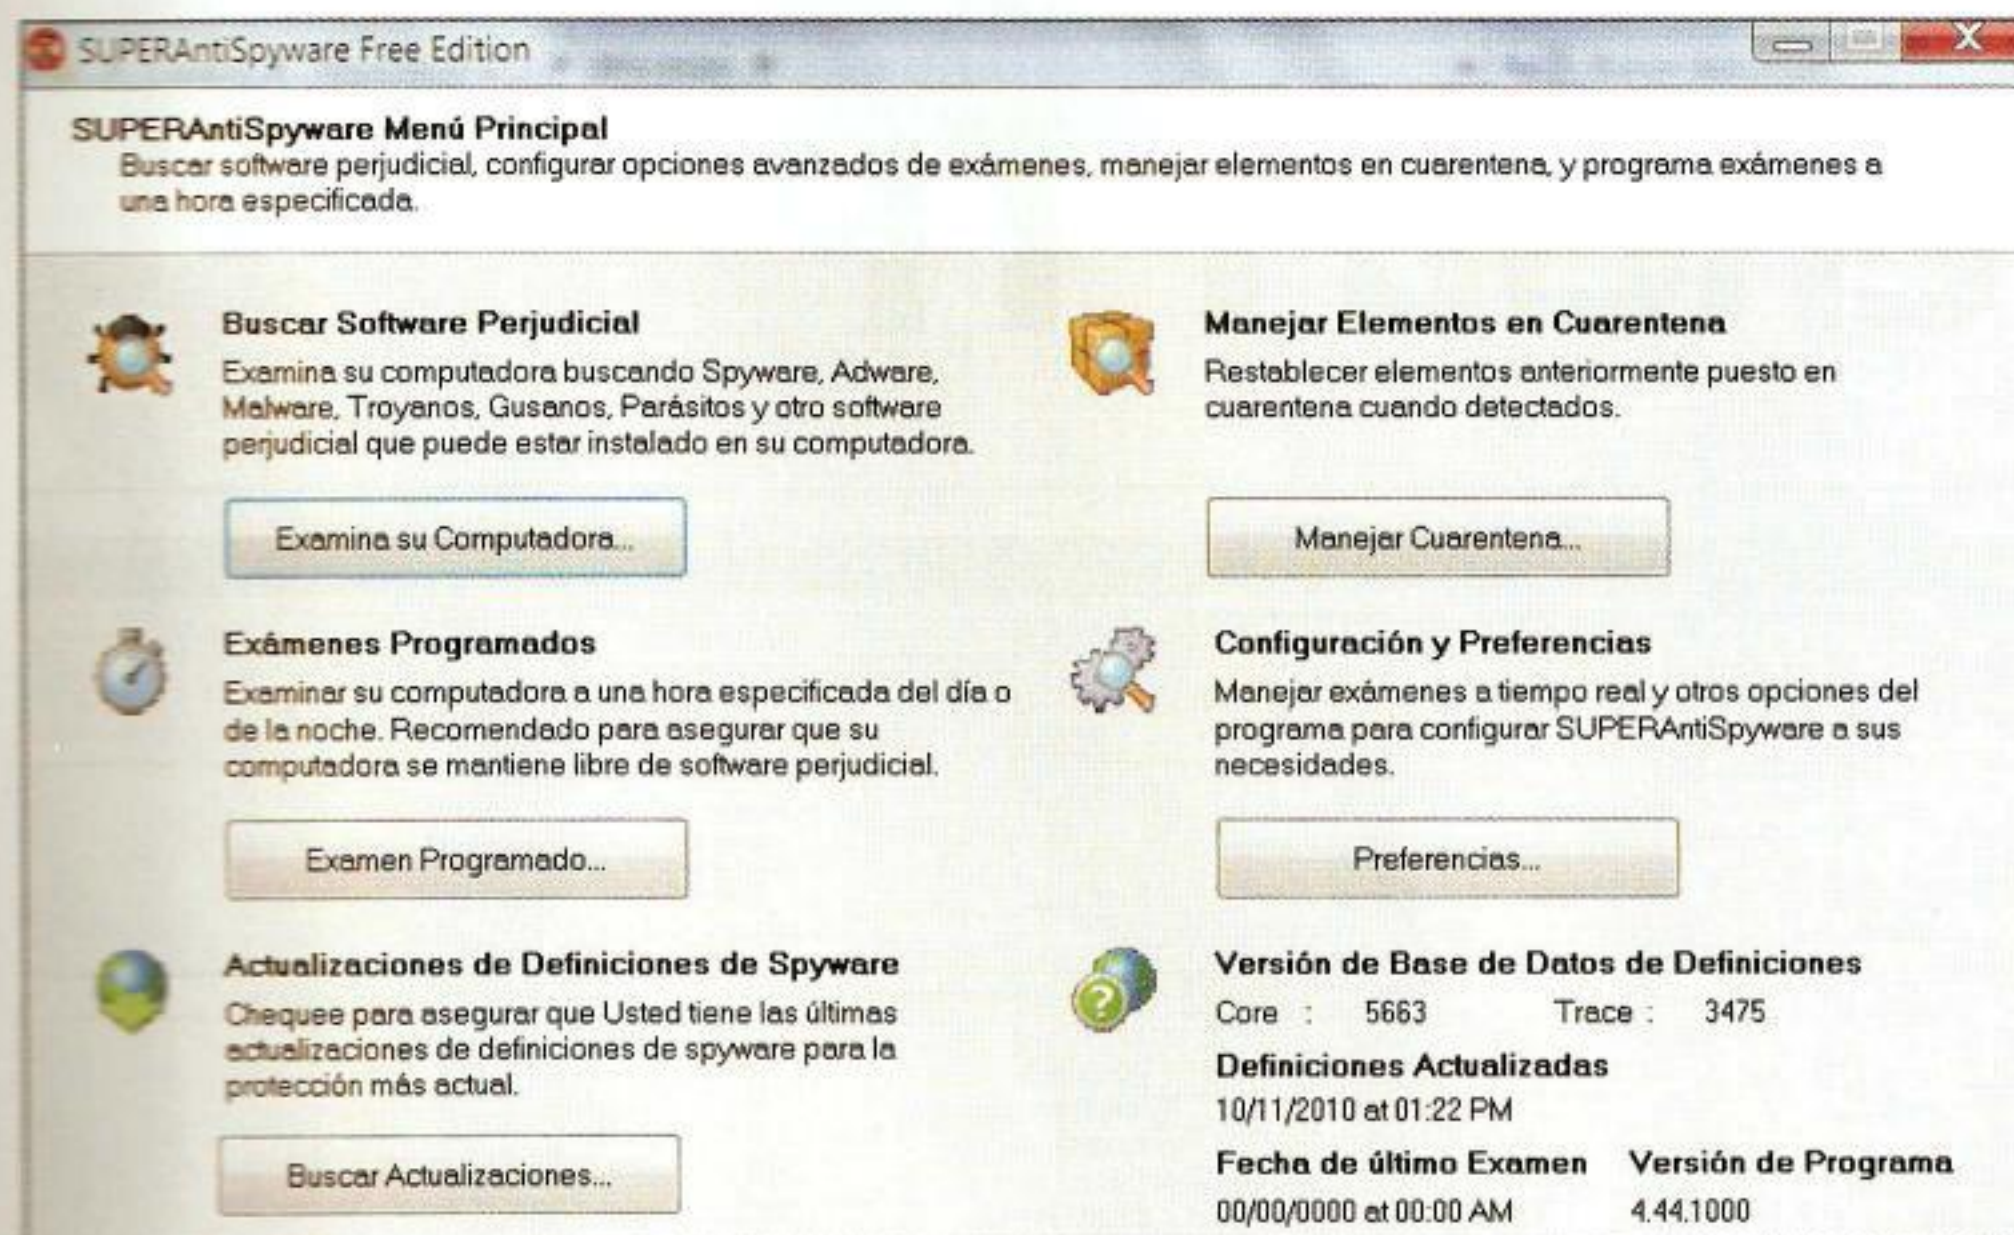 SUPERAntiSpyware Free Edition
SUPERAntiSpyware Menú Principal
Buscar software perjudicial, configurar opciones avanzados de exámenes, manejar elementos en cuarentena, y programa exámenes a
una hora especificada.
Buscar Software Perjudicial
Examina su computadora buscando Spyware, Adware,
Malware, Troyanos, Gusanos, Parásitos y otro software
perjudicial que puede estar instalado en su computadora.
Examina su Computadora...
Manejar Elementos en Cuarentena
Restablecer elementos anteriormente puesto en
cuarentena cuando detectados.
Manejar Cuarentena...
Exámenes Programados
Examinar su computadora a una hora especificada del día o
de la noche. Recomendado para asegurar que su
computadora se mantiene libre de software perjudicial.
Examen Programado...
Configuración y Preferencias
Manejar exámenes a tiempo real y otros opciones del
programa para configurar SUPERAntiSpyware a sus
necesidades.
Preferencias...
Actualizaciones de Definiciones de Spyware
Chequee para asegurar que Usted tiene las últimas
actualizaciones de definiciones de spyware para la
protección más actual.
Buscar Actualizaciones...
Versión de Base de Datos de Definiciones
Core : 5663 Trace : 3475
Definiciones Actualizadas
10/11/2010 at 01:22 PM
Fecha de último Examen Versión de Programa
00/00/0000 at 00:00 AM 4.44.1000